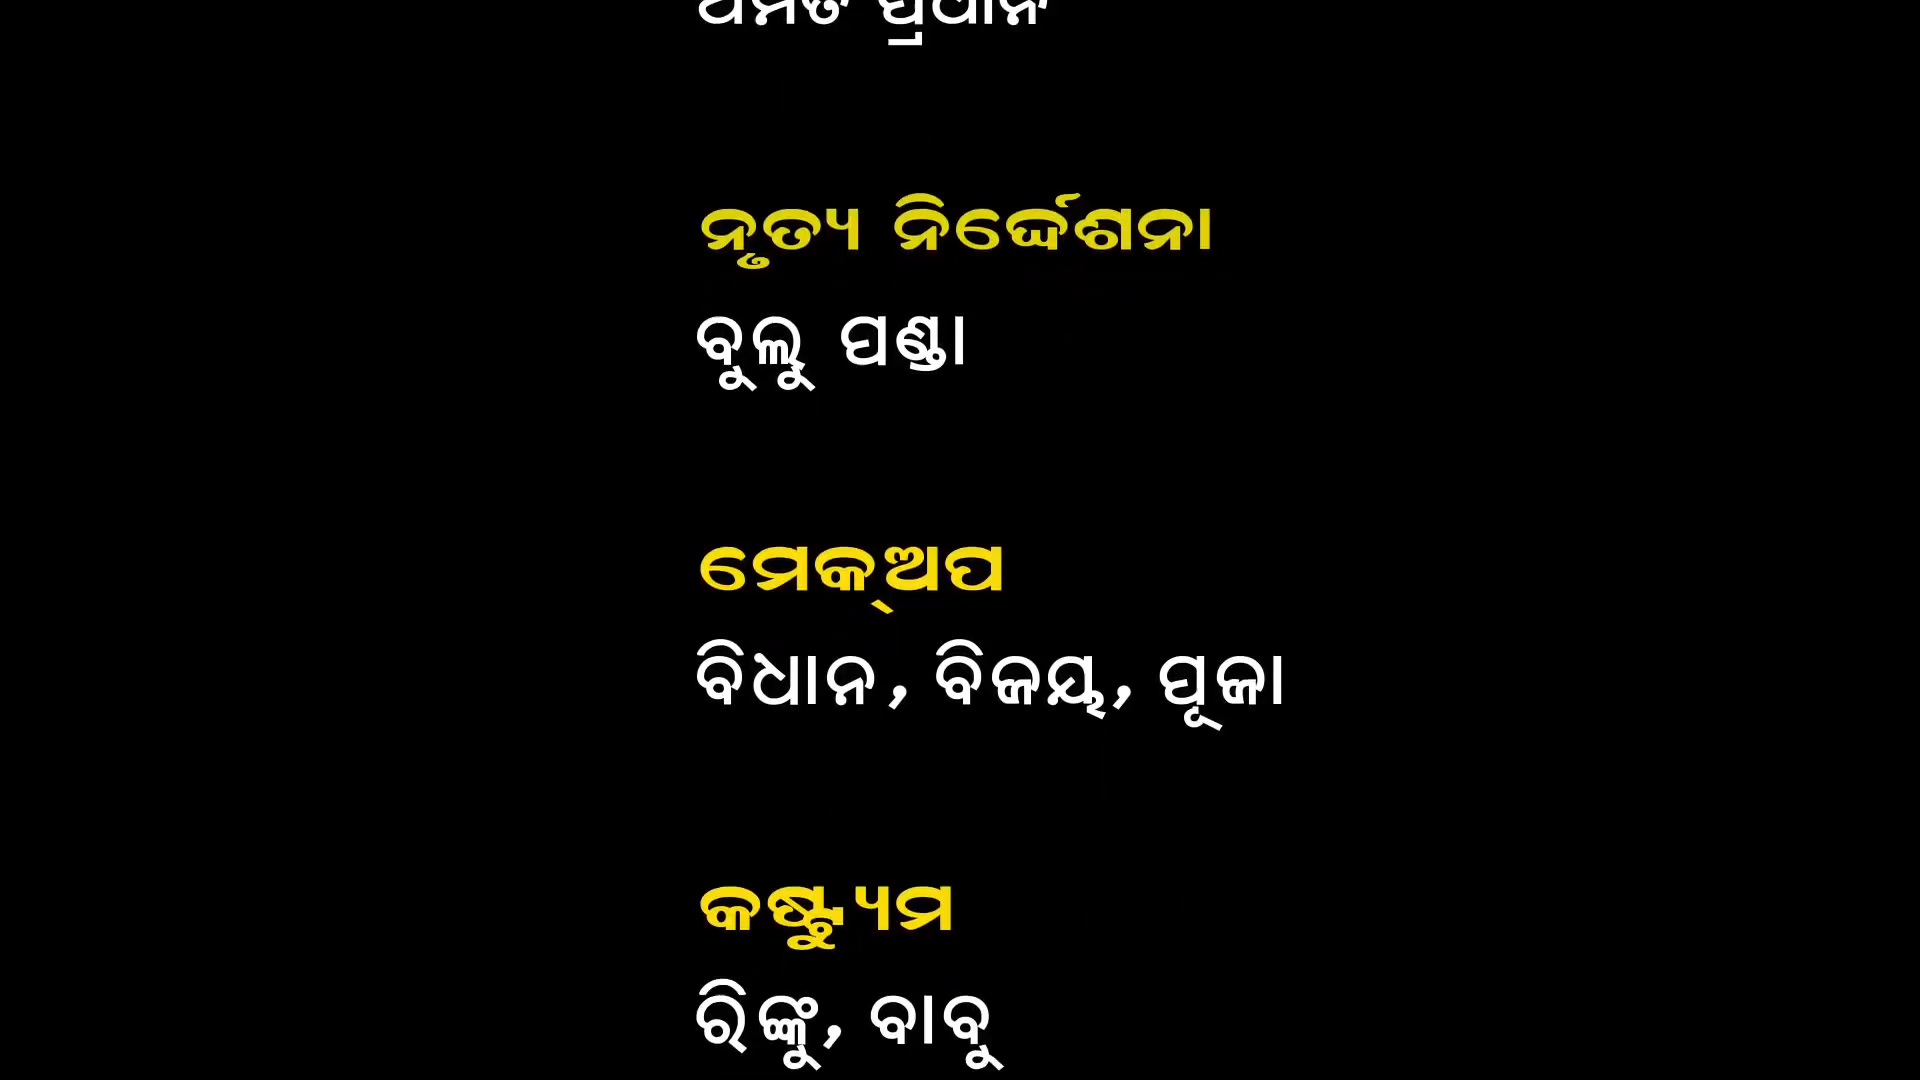 ନୃତ୍ୟ ନିର୍ଦ୍ଦେଶନା
ବୁଲୁ ପଣ୍ଡା
ମେକ୍ଅପ
ବିଧାନ, ବିଜୟ, ପୂଜା
କଷ୍ଟ୍ୟୁମ
ରିଙ୍କୁ, ବାବୁ